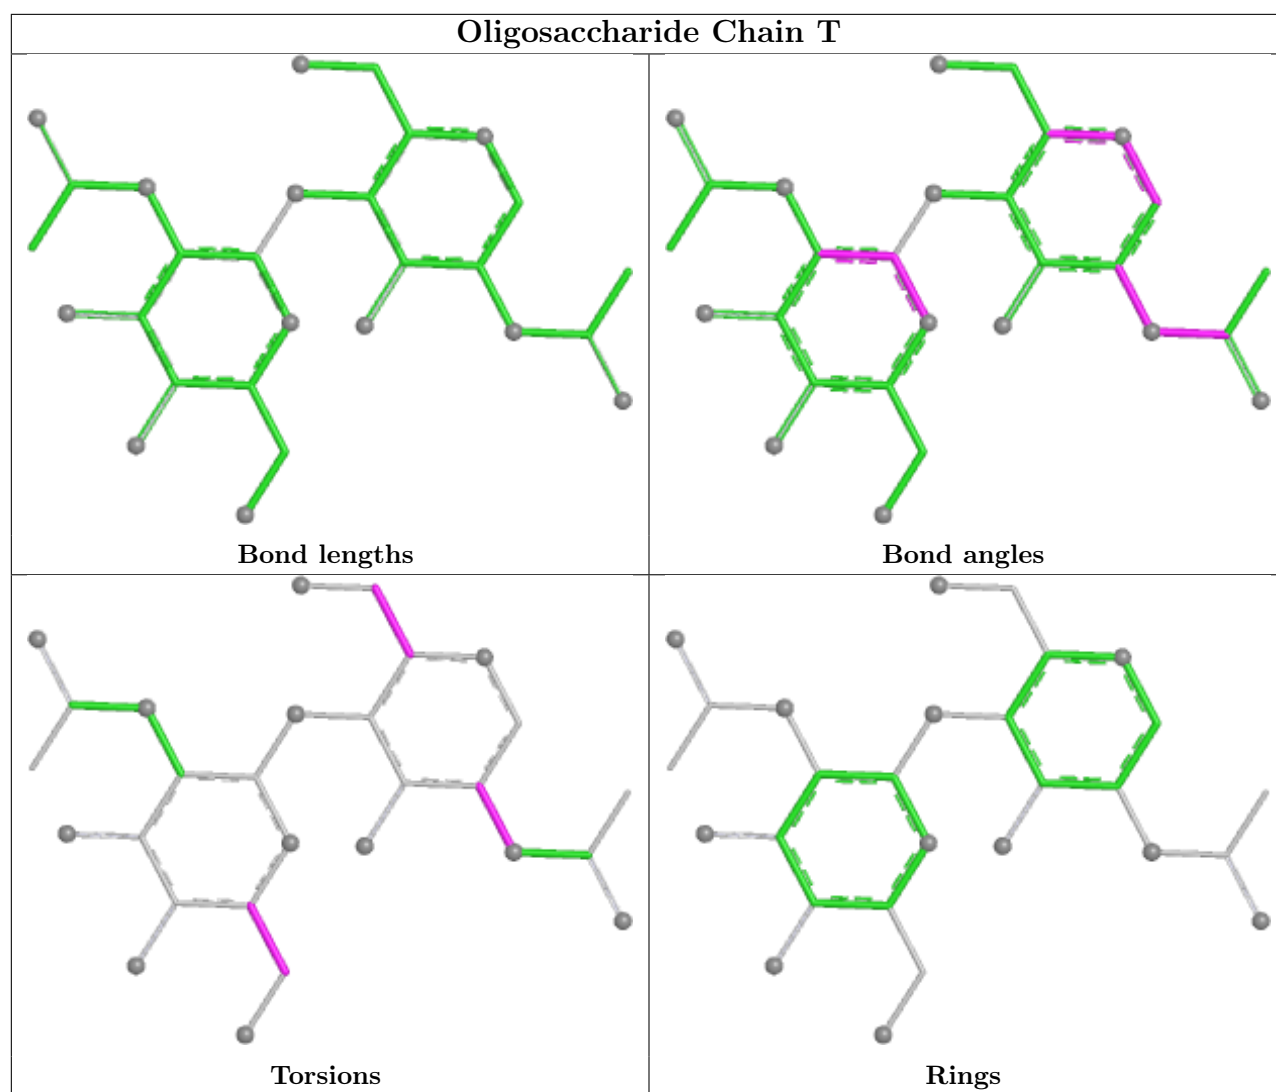 Oligosaccharide Chain T
Bond lengths
Bond angles
Torsions
Rings